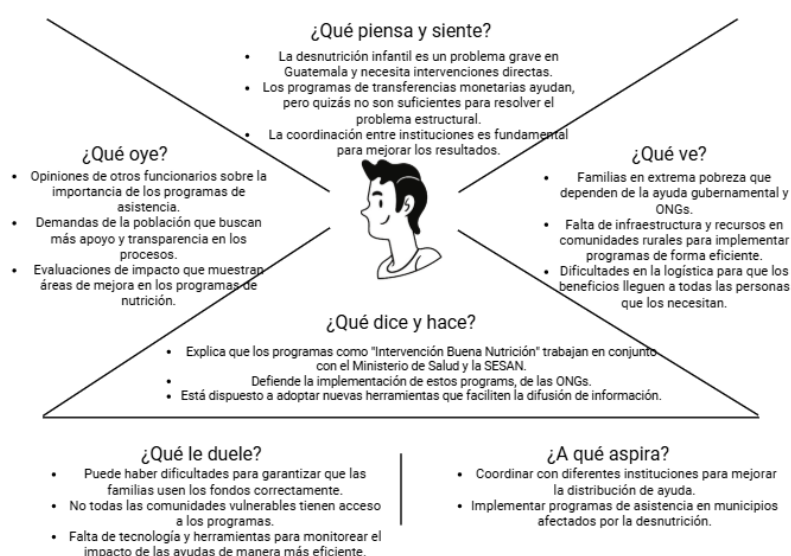 ¿Qué piensa y siente?
• La desnutrición infantil es un problema grave en
Guatemala y necesita intervenciones directas.
• Los programas de transferencias monetarias ayudan,
pero quizás no son suficientes para resolver el
problema estructural.
• La coordinación entre instituciones es fundamental
para mejorar los resultados.
¿Qué oye?
• Opiniones de otros funcionarios sobre la
importancia de los programas de
asistencia.
• Demandas de la población que buscan
más apoyo y transparencia en los
procesos.
• Evaluaciones de impacto que muestran
áreas de mejora en los programas de
nutrición.
¿Qué ve?
• Familias en extrema pobreza que
dependen de la ayuda gubernamental y
ONGs.
• Falta de infraestructura y recursos en
comunidades rurales para implementar
programas de forma eficiente.
• Dificultades en la logística para que los
beneficios lleguen a todas las personas
que los necesitan.
¿Qué dice y hace?
• Explica que los programas como "Intervención Buena Nutrición" trabajan en conjunto
con el Ministerio de Salud y la SESAN.
• Defiende la implementación de estos programs, de las ONGs.
• Está dispuesto a adoptar nuevas herramientas que faciliten la difusión de información.
¿Qué le duele?
• Puede haber dificultades para garantizar que las
familias usen los fondos correctamente.
• No todas las comunidades vulnerables tienen acceso
a los programas.
• Falta de tecnología y herramientas para monitorear el
impacto de las ayudas de manera más eficiente.
¿A qué aspira?
• Coordinar con diferentes instituciones para mejorar
la distribución de ayuda.
• Implementar programas de asistencia en municipios
afectados por la desnutrición.